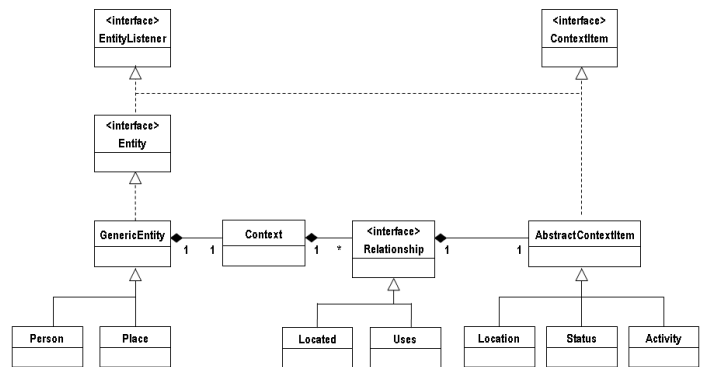 <interface>
EntityListener
<interface>
ContextItem
<interface>
Entity
GenericEntity
1 1
Context
1 *
<interface>
Relationship
1 1
AbstractContextItem
Person
Place
Located
Uses
Location
Status
Activity